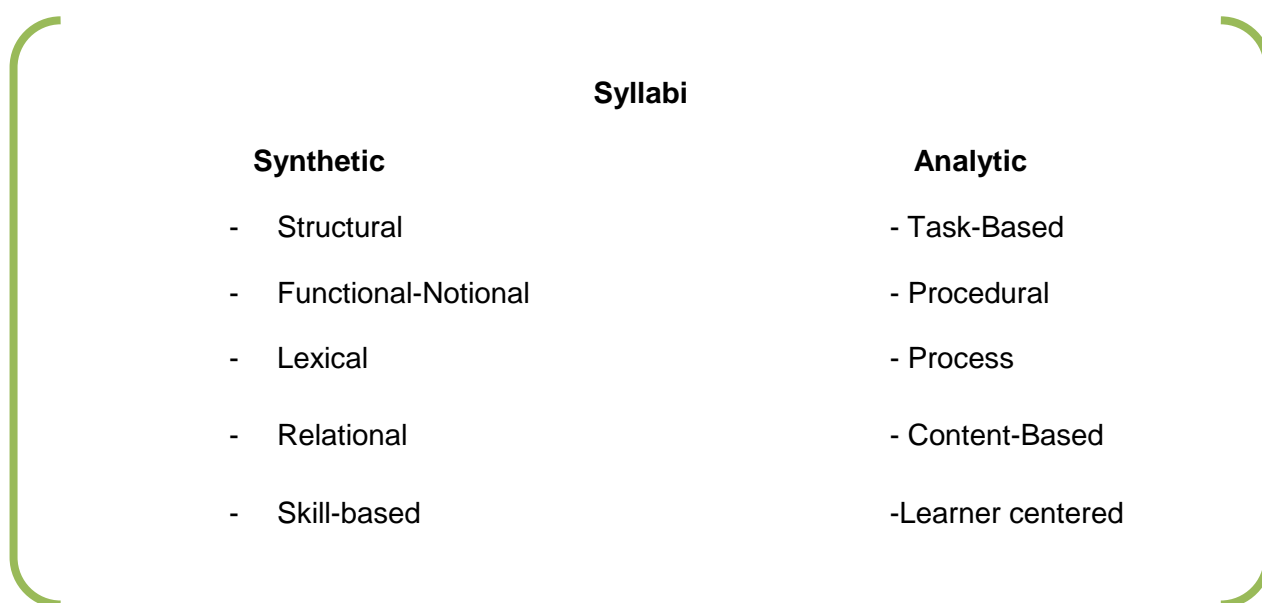 Syllabi
Synthetic Analytic
- Structural - Task-Based
- Functional-Notional - Procedural
- Lexical - Process
- Relational - Content-Based
- Skill-based -Learner centered